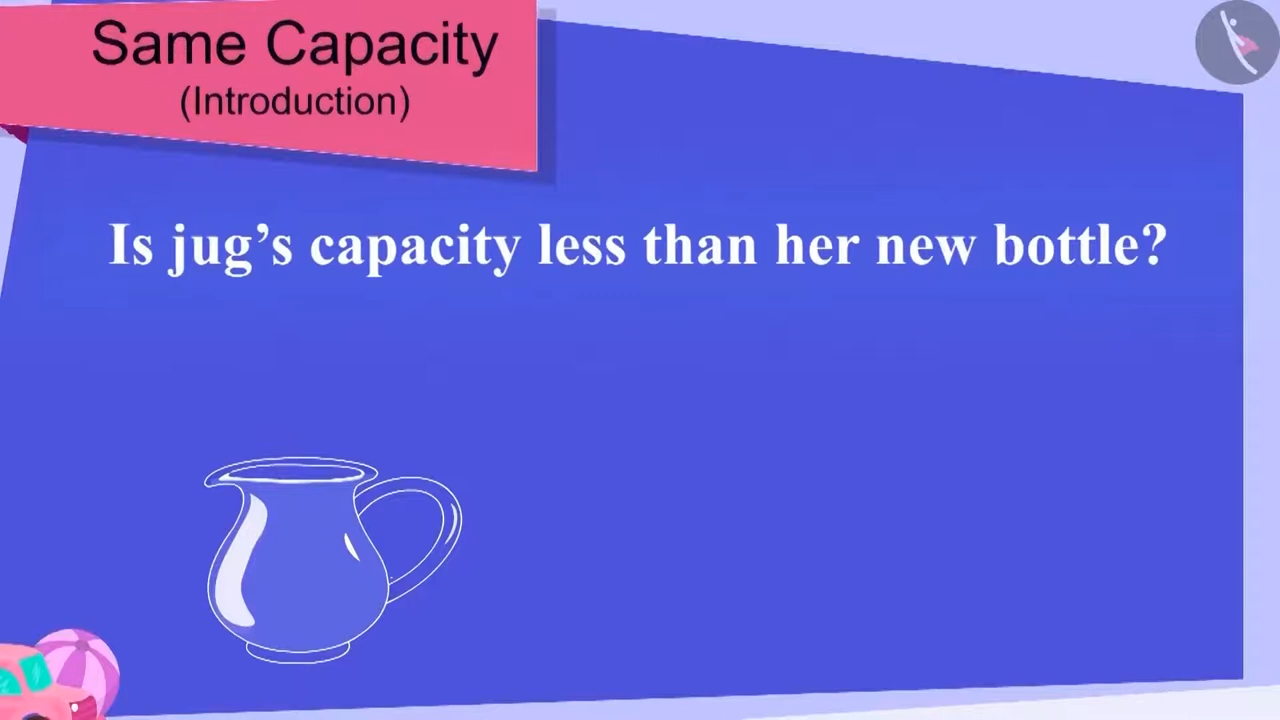 Same Capacity
(Introduction)
Is jug’s capacity less than her new bottle?